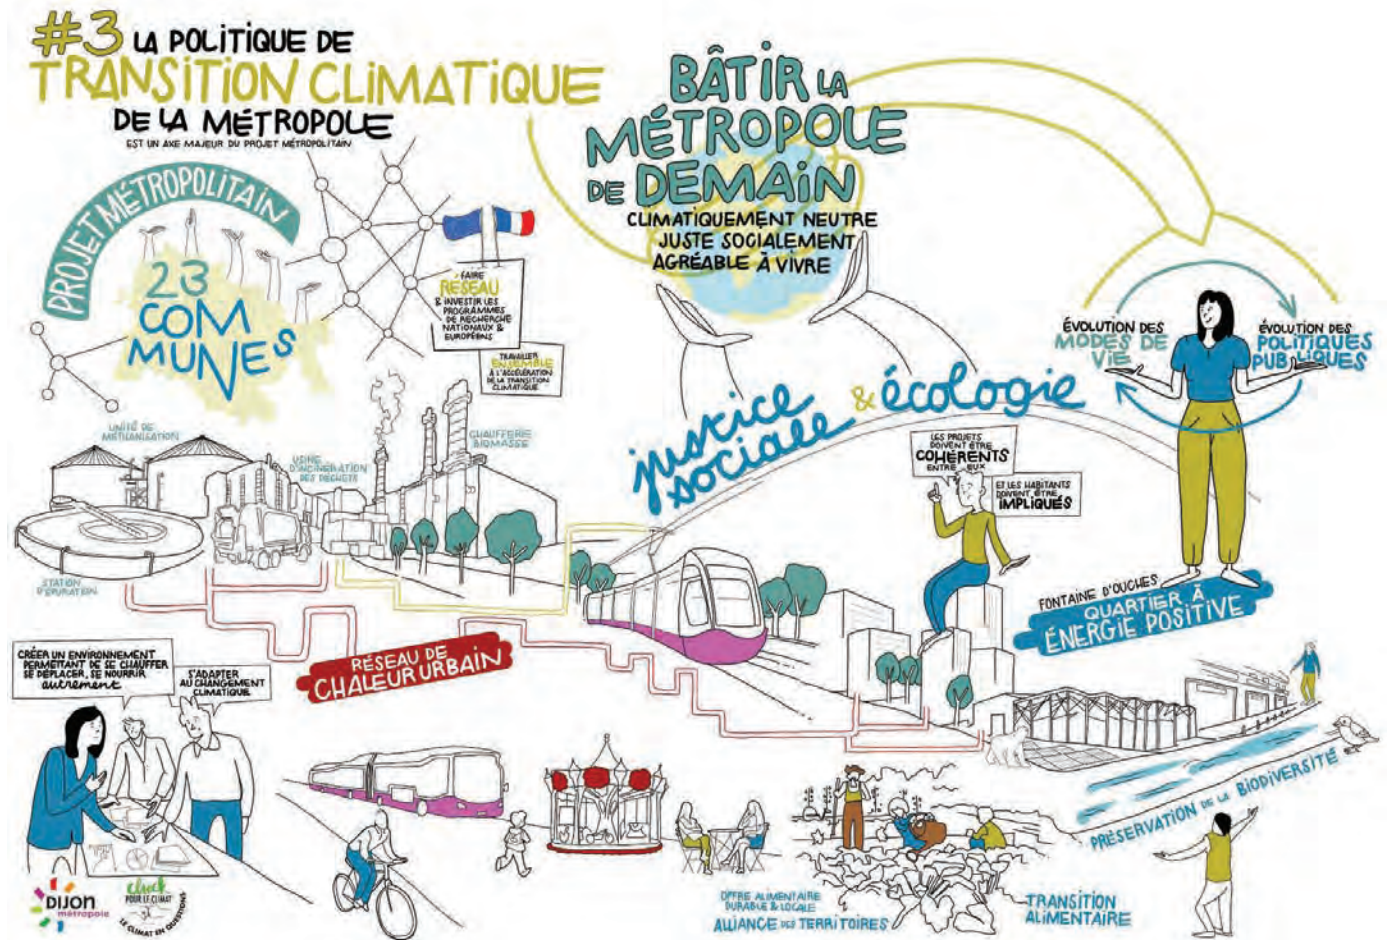 #3 LA POLITIQUE DE
TRANSITION CLIMATIQUE
DE LA MÉTROPOLE
EST UN AXE MAJEUR DU PROJET MÉTROPOLITAIN
PROJET MÉTROPOLITAIN
23
COM
MUNES
FAIRE
RÉSEAU
& INVESTIR LES
PROGRAMMES
DE RECHERCHE
NATIONAUX &
EUROPÉENS
TRAVAILLER
ENSEMBLE
À L'ACCÉLÉRATION
DE LA TRANSITION
CLIMATIQUE
BÂTIR LA
MÉTROPOLE
DE DEMAIN
CLIMATIQUEMENT NEUTRE
JUSTE SOCIALEMENT
AGRÉABLE À VIVRE
ÉVOLUTION DES
MODES DE
VIE
ÉVOLUTION DES
POLITIQUES
PUBLIQUES
justice
sociale
& écologie
LES PROJETS
DOIVENT ÊTRE
COHÉRENTS
ENTRE EUX
ET LES HABITANTS
DOIVENT ÊTRE
IMPLIQUÉS
UNITÉ DE
MÉTHANISATION
USINE
D'INCINÉRATION
DES DÉCHETS
CHAUFFERIE
BIOMASSE
STATION
D'ÉPURATION
FONTAINE D'OUCHES
QUARTIER À
ÉNERGIE POSITIVE
RÉSEAU DE
CHALEUR URBAIN
CRÉER UN ENVIRONNEMENT
PERMETTANT DE SE CHAUFFER
SE DÉPLACER, SE NOURRIR
autrement
S'ADAPTER
AU CHANGEMENT
CLIMATIQUE
PRÉSERVATION DE LA BIODIVERSITÉ
OFFRE ALIMENTAIRE
DURABLE & LOCALE
ALLIANCE DES TERRITOIRES
TRANSITION
ALIMENTAIRE
DIJON
métropole
POUR LE CLIMAT
LE CLIMAT EN QUESTIONS